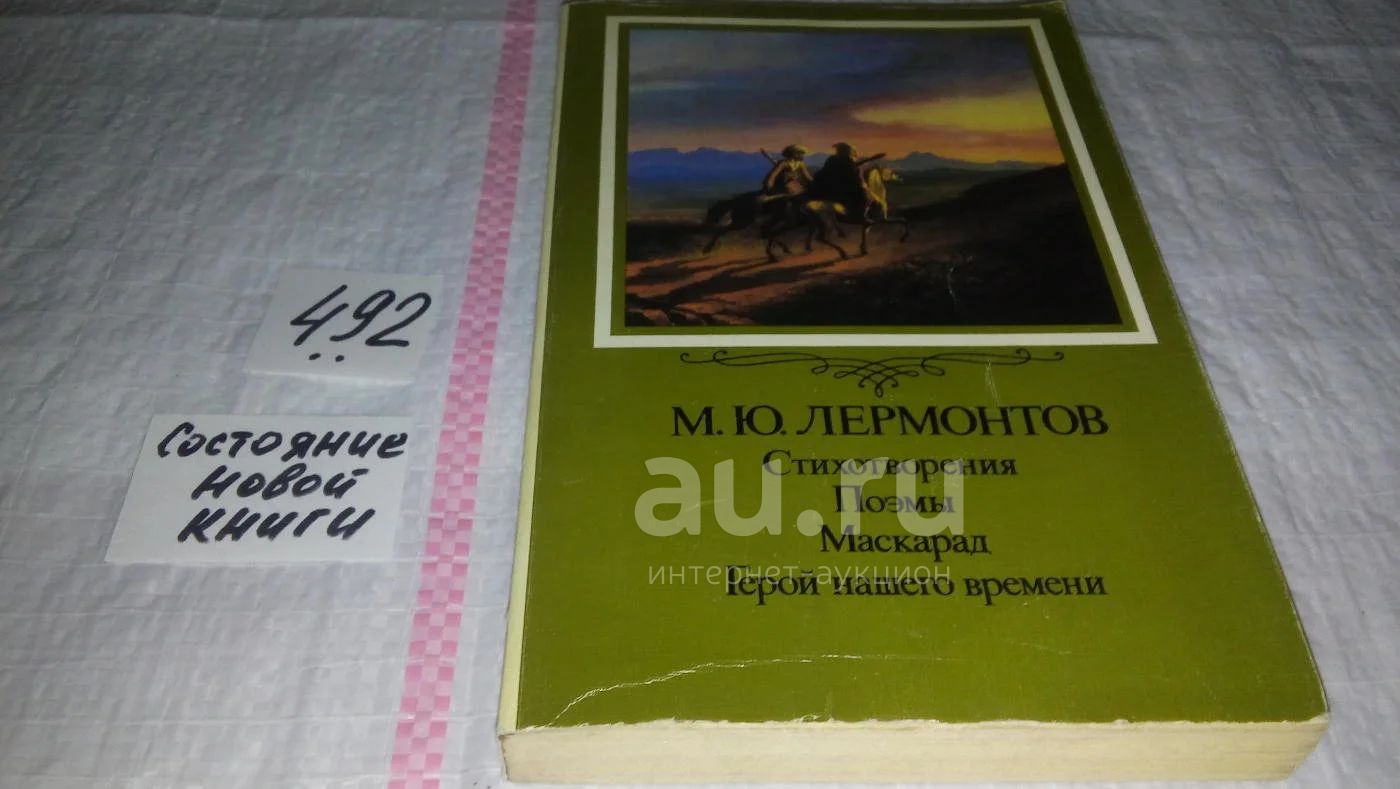 492
Состояние
новой
книги
М. Ю. ЛЕРМОНТОВ
Стихотворения
Поэмы
Маскарад
Герой нашего времени
au.ru
интернет-аукцион